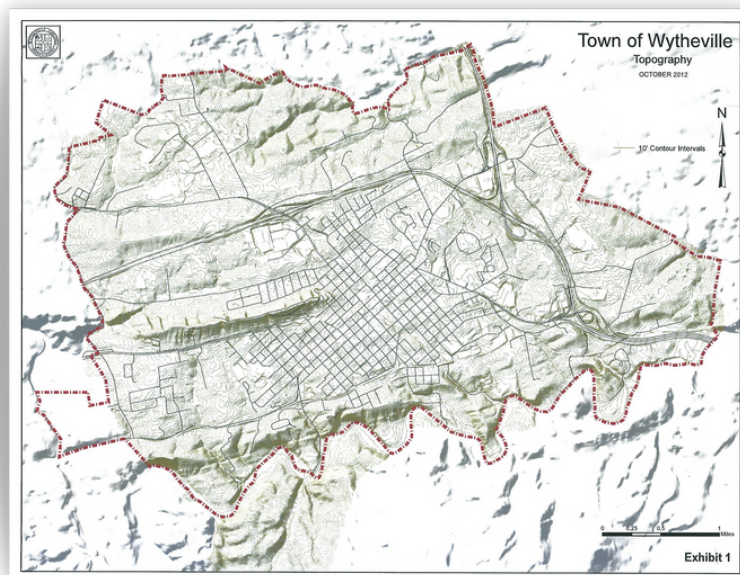 Town of Wytheville
Topography
OCTOBER 2012
N
10' Contour Intervals
0 0.25 0.5 1
Miles
Exhibit 1